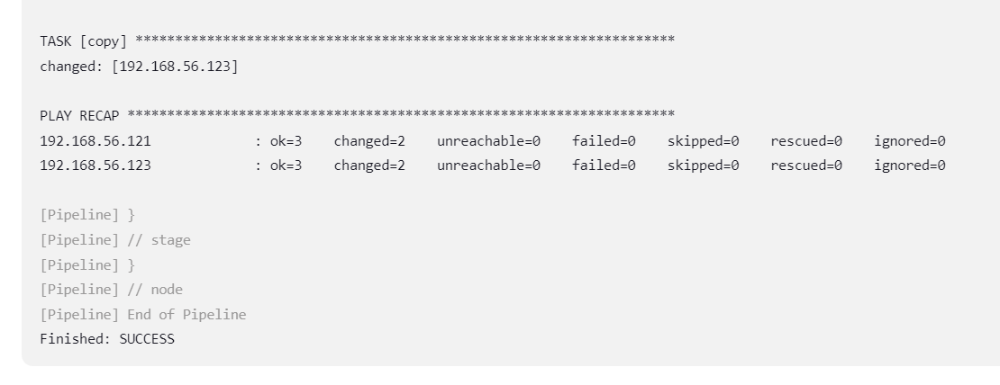 TASK [copy] ********************************************************************
changed: [192.168.56.123]
PLAY RECAP *********************************************************************
192.168.56.121             : ok=3    changed=2    unreachable=0    failed=0    skipped=0    rescued=0    ignored=0
192.168.56.123             : ok=3    changed=2    unreachable=0    failed=0    skipped=0    rescued=0    ignored=0
[Pipeline] }
[Pipeline] // stage
[Pipeline] }
[Pipeline] // node
[Pipeline] End of Pipeline
Finished: SUCCESS